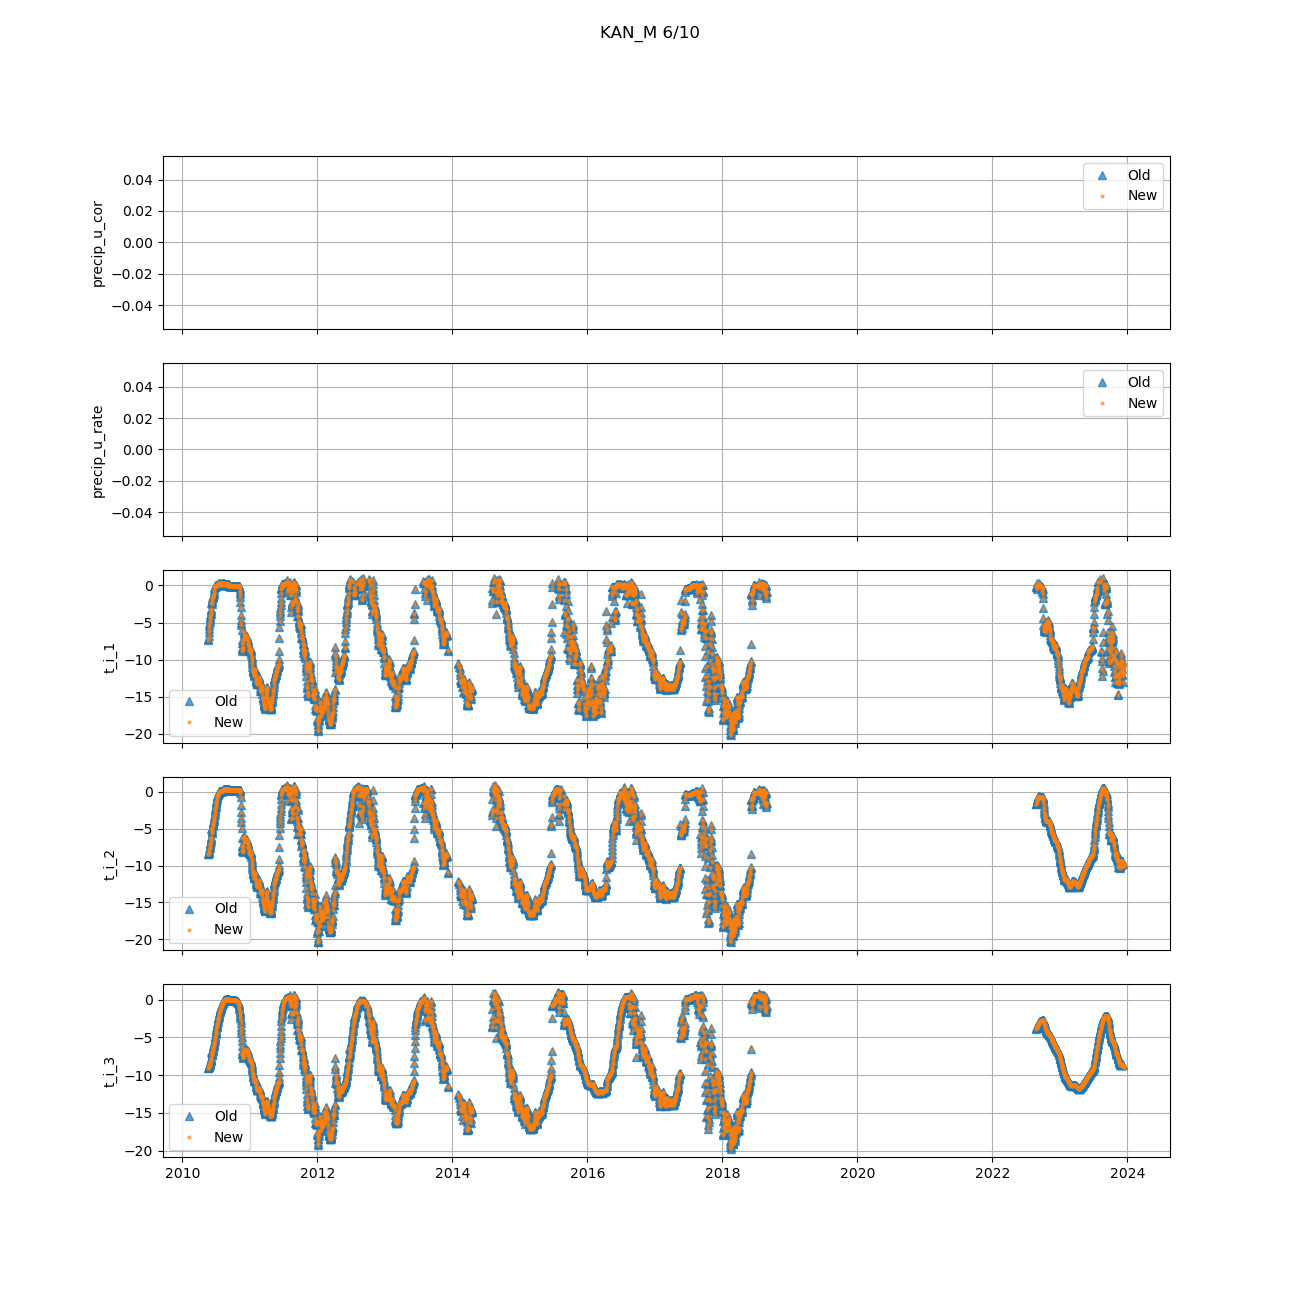 KAN_M 6/10
precip_u_cor
0.04
0.02
0.00
−0.02
−0.04
Old
New
precip_u_rate
0.04
0.02
0.00
−0.02
−0.04
Old
New
t_i_1
0
−5
−10
−15
−20
Old
New
t_i_2
0
−5
−10
−15
−20
Old
New
t_i_3
0
−5
−10
−15
−20
Old
New
2010
2012
2014
2016
2018
2020
2022
2024